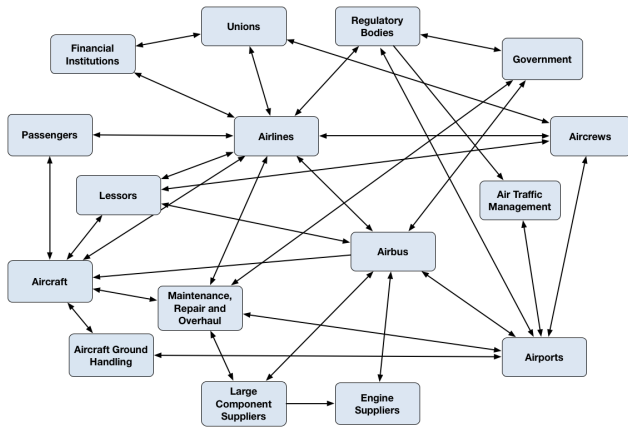 Unions
Regulatory
Bodies
Financial
Institutions
Government
Passengers
Airlines
Aircrews
Lessors
Air Traffic
Management
Airbus
Aircraft
Maintenance,
Repair and
Overhaul
Aircraft Ground
Handling
Airports
Large
Component
Suppliers
Engine
Suppliers